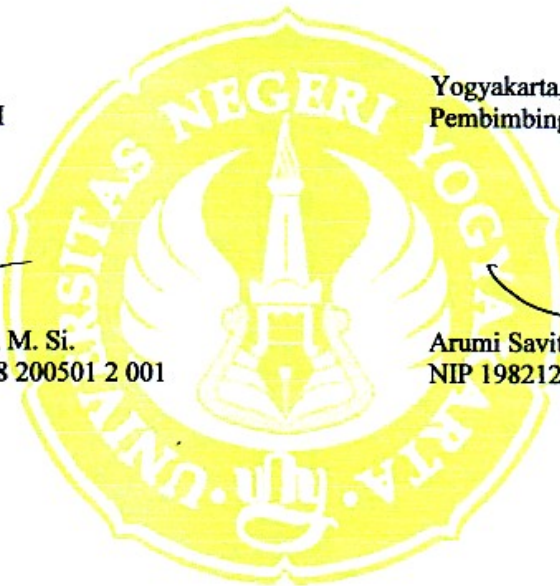 Yogyakarta,
Pembimbing
UNIVERSITAS NEGERI YOGYAKARTA
M. Si.
8 200501 2 001
Arumi Savit
NIP 198212